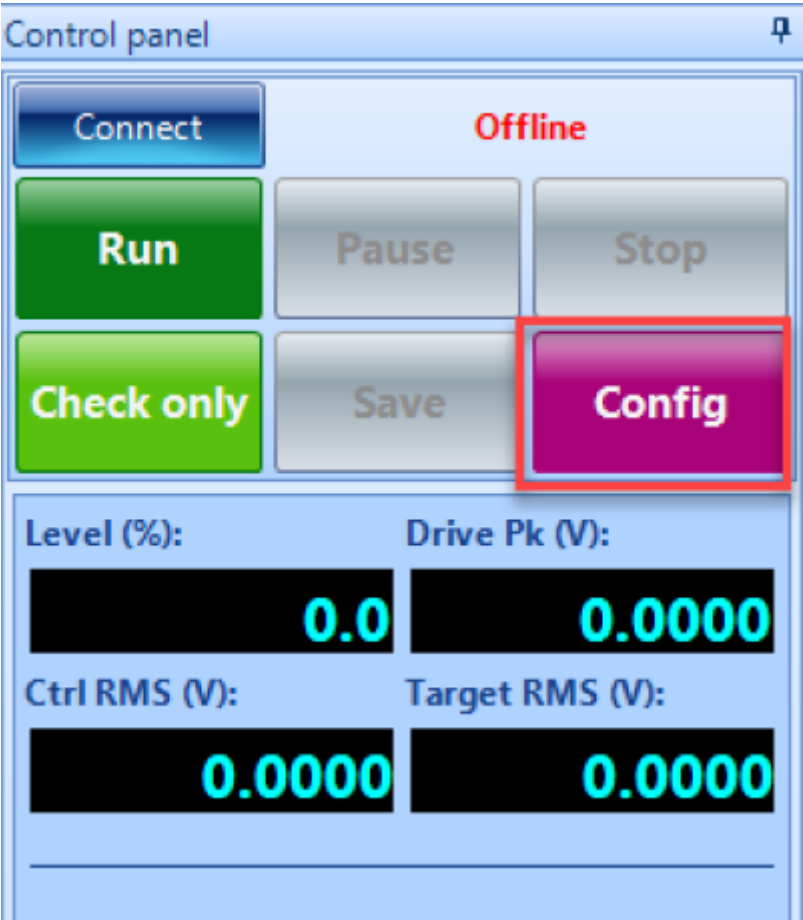 Control panel
Connect Offline
Run Pause Stop
Check only Save Config
Level (%): Drive Pk (V):
0.0 0.0000
Ctrl RMS (V): Target RMS (V):
0.0000 0.0000